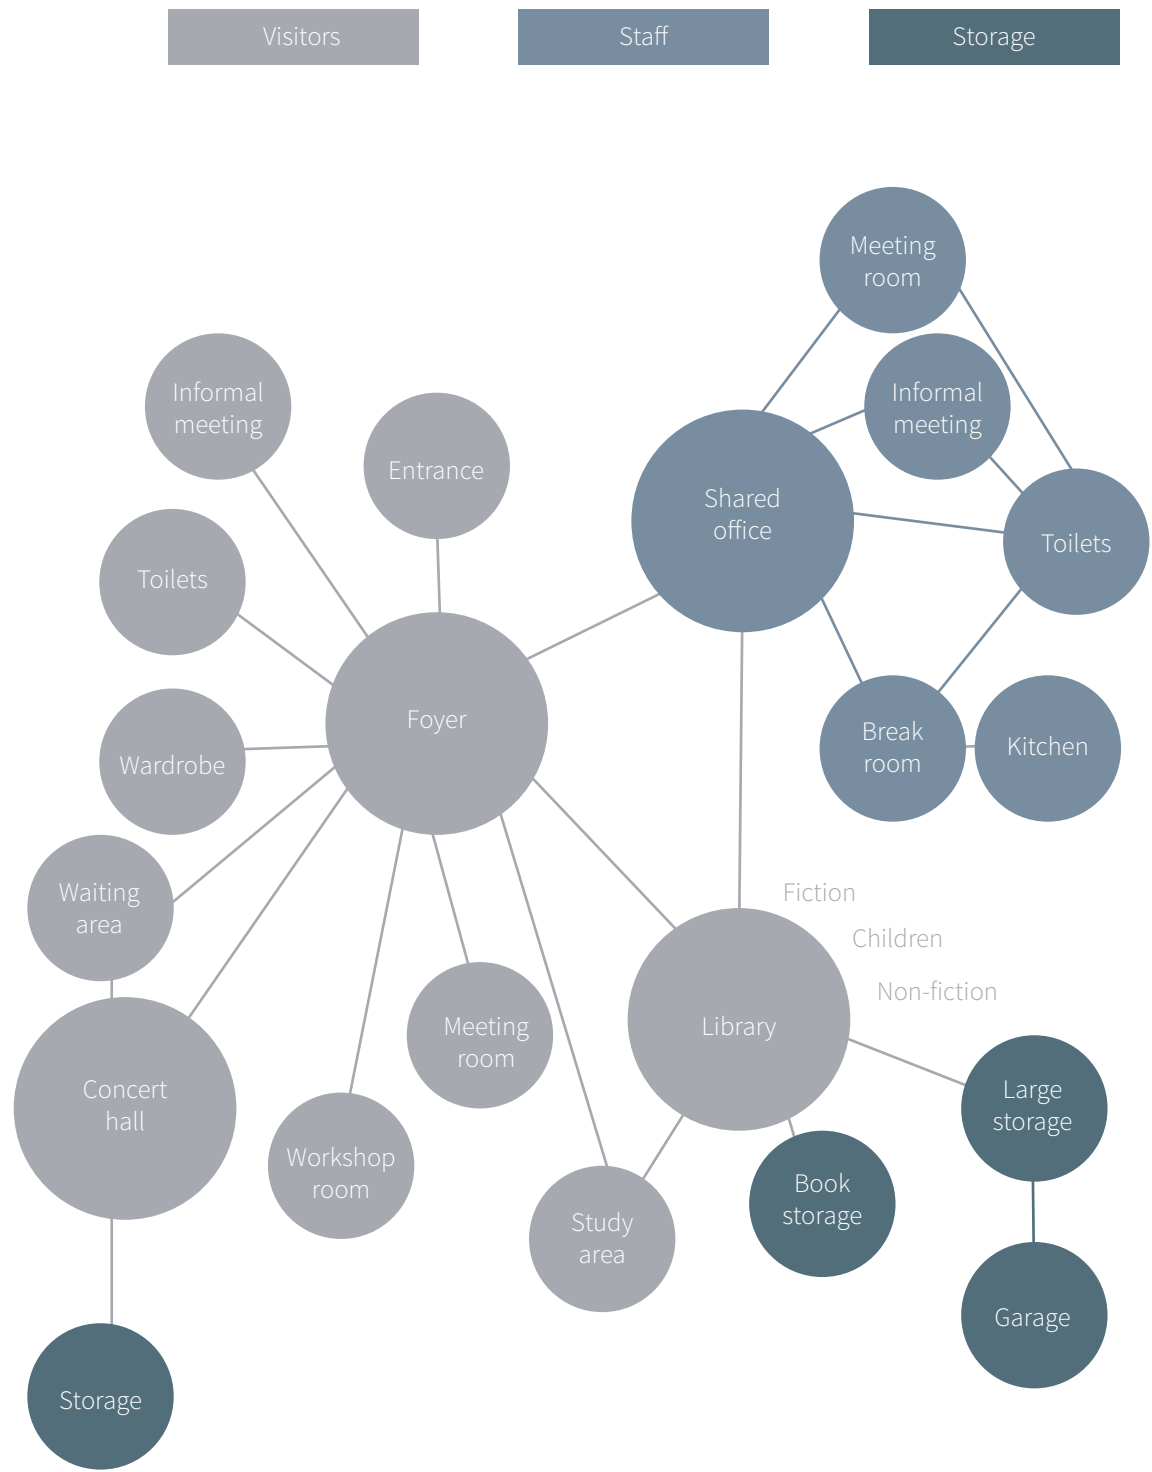 Visitors
Staff
Storage
Meeting
room
Informal
meeting
Informal
meeting
Entrance
Shared
office
Toilets
Toilets
Foyer
Wardrobe
Break
room
Kitchen
Waiting
area
Fiction
Children
Non-fiction
Library
Meeting
room
Concert
hall
Large
storage
Workshop
room
Book
storage
Study
area
Garage
Storage